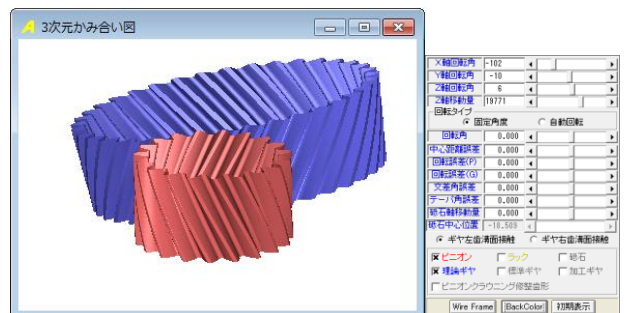 3次元かみ合い図
X軸回転角 -102
Y軸回転角 -10
Z軸回転角 6
Z軸移動量 19771
回転タイプ
固定角度 自動回転
回転角 0.000
中心距離誤差 0.000
回転誤差(P) 0.000
回転誤差(G) 0.000
交差角誤差 0.000
テーパ角誤差 0.000
砥石軸移動量 0.000
砥石中心位置 -18.509
ギヤ左歯溝面接触 ギヤ右歯溝面接触
ピニオン ラック 砥石
理論ギヤ 標準ギヤ 加工ギヤ
ピニオンクラウニング修整歯形
Wire Frame BackColor 初期表示